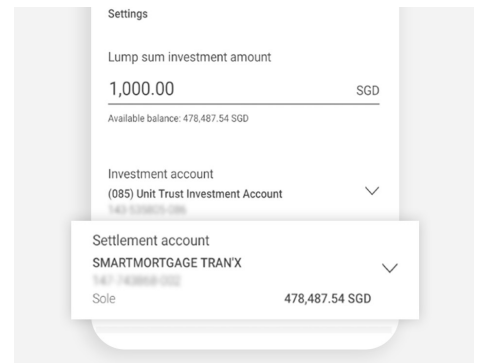 Settings
Lump sum investment amount
1,000.00 SGD
Available balance: 478,487.54 SGD
Investment account
(085) Unit Trust Investment Account
Settlement account
SMARTMORTGAGE TRAN'X
Sole 478,487.54 SGD